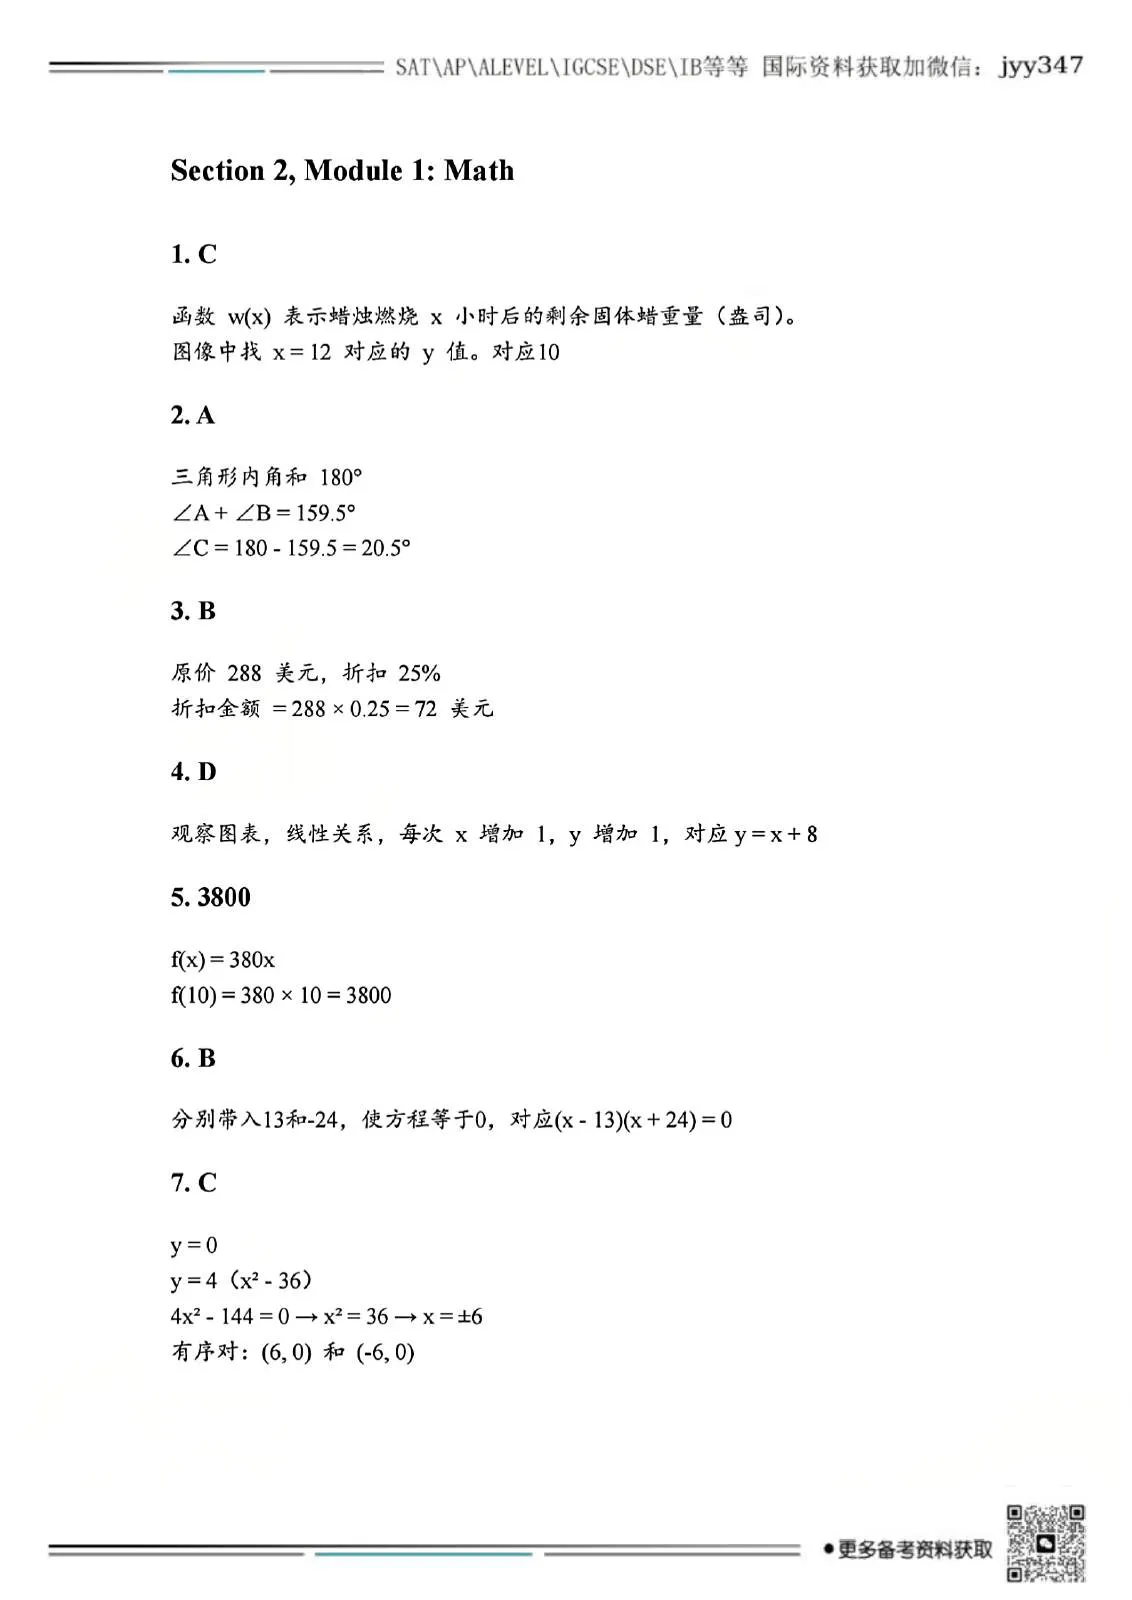 SAT\AP\ALEVEL\IGCSE\DSE\IB等等 国际资料获取加微信：jyy347
Section 2, Module 1: Math
1. C
函数 w(x) 表示蜡烛燃烧 x 小时后的剩余固体蜡重量（盎司）。
图像中找 x = 12 对应的 y 值。对应10
2. A
三角形内角和 180°
∠A + ∠B = 159.5°
∠C = 180 - 159.5 = 20.5°
3. B
原价 288 美元，折扣 25%
折扣金额 = 288 × 0.25 = 72 美元
4. D
观察图表，线性关系，每次 x 增加 1，y 增加 1，对应 y = x + 8
5. 3800
f(x) = 380x
f(10) = 380 × 10 = 3800
6. B
分别带入13和-24，使方程等于0，对应(x - 13)(x + 24) = 0
7. C
y = 0
y = 4（x² - 36）
4x² - 144 = 0 → x² = 36 → x = ±6
有序对：(6, 0) 和 (-6, 0)
●更多备考资料获取